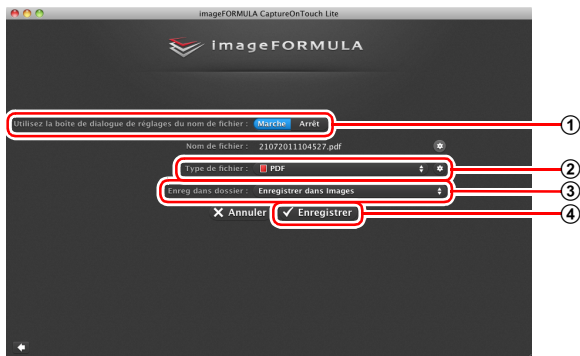 imageFORMULA CaptureOnTouch Lite
imageFORMULA
Utilisez la boîte de dialogue de réglages du nom de fichier : Marche Arrêt
1
Nom de fichier : 21072011104527.pdf
Type de fichier : PDF
2
Enreg dans dossier : Enregistrer dans Images
3
Annuler Enregistrer
4